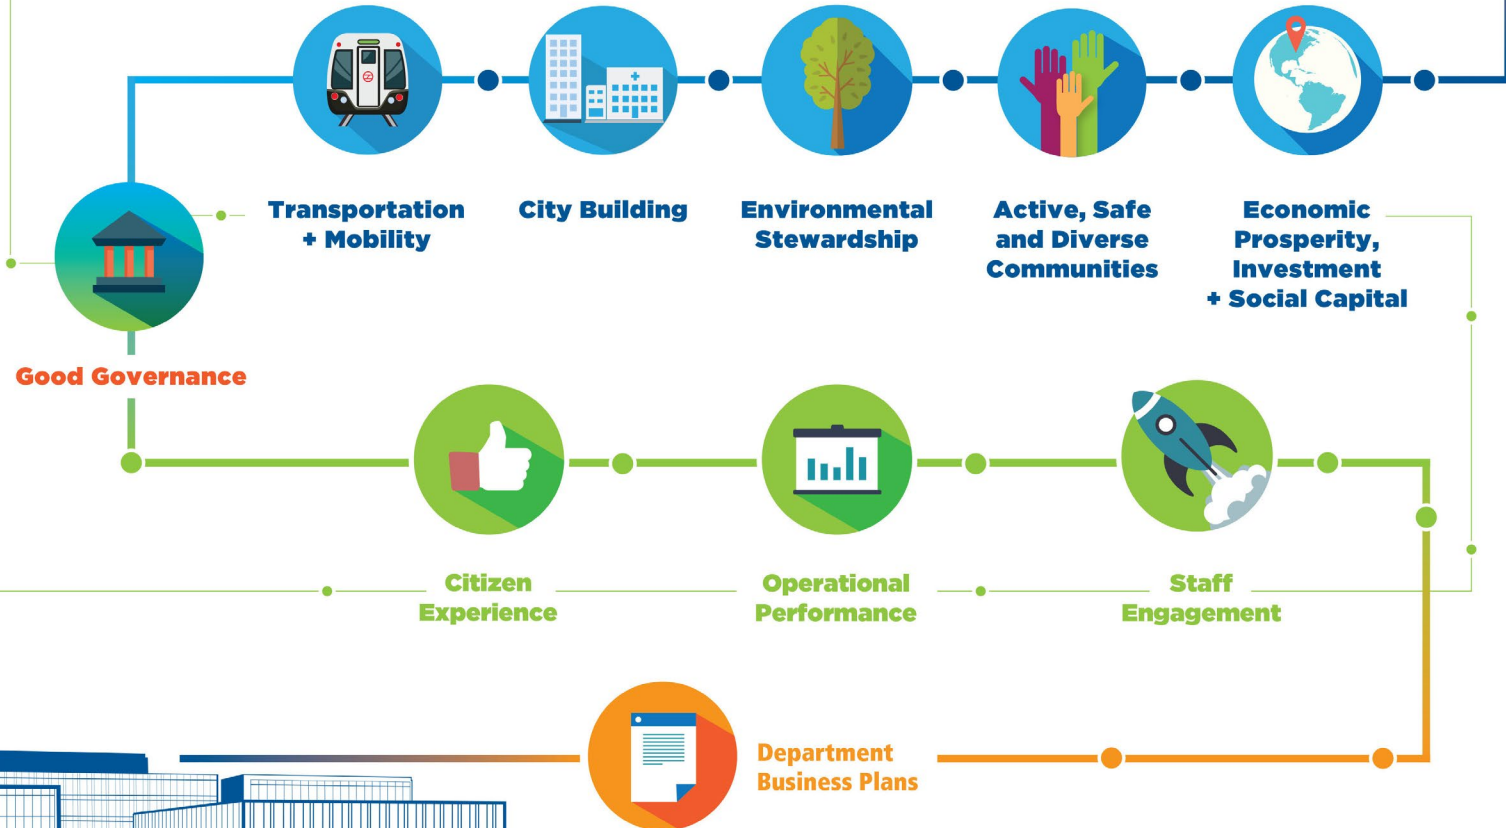 Transportation
+ Mobility
City Building
Environmental
Stewardship
Active, Safe
and Diverse
Communities
Economic
Prosperity,
Investment
+ Social Capital
Good Governance
Citizen
Experience
Operational
Performance
Staff
Engagement
Department
Business Plans